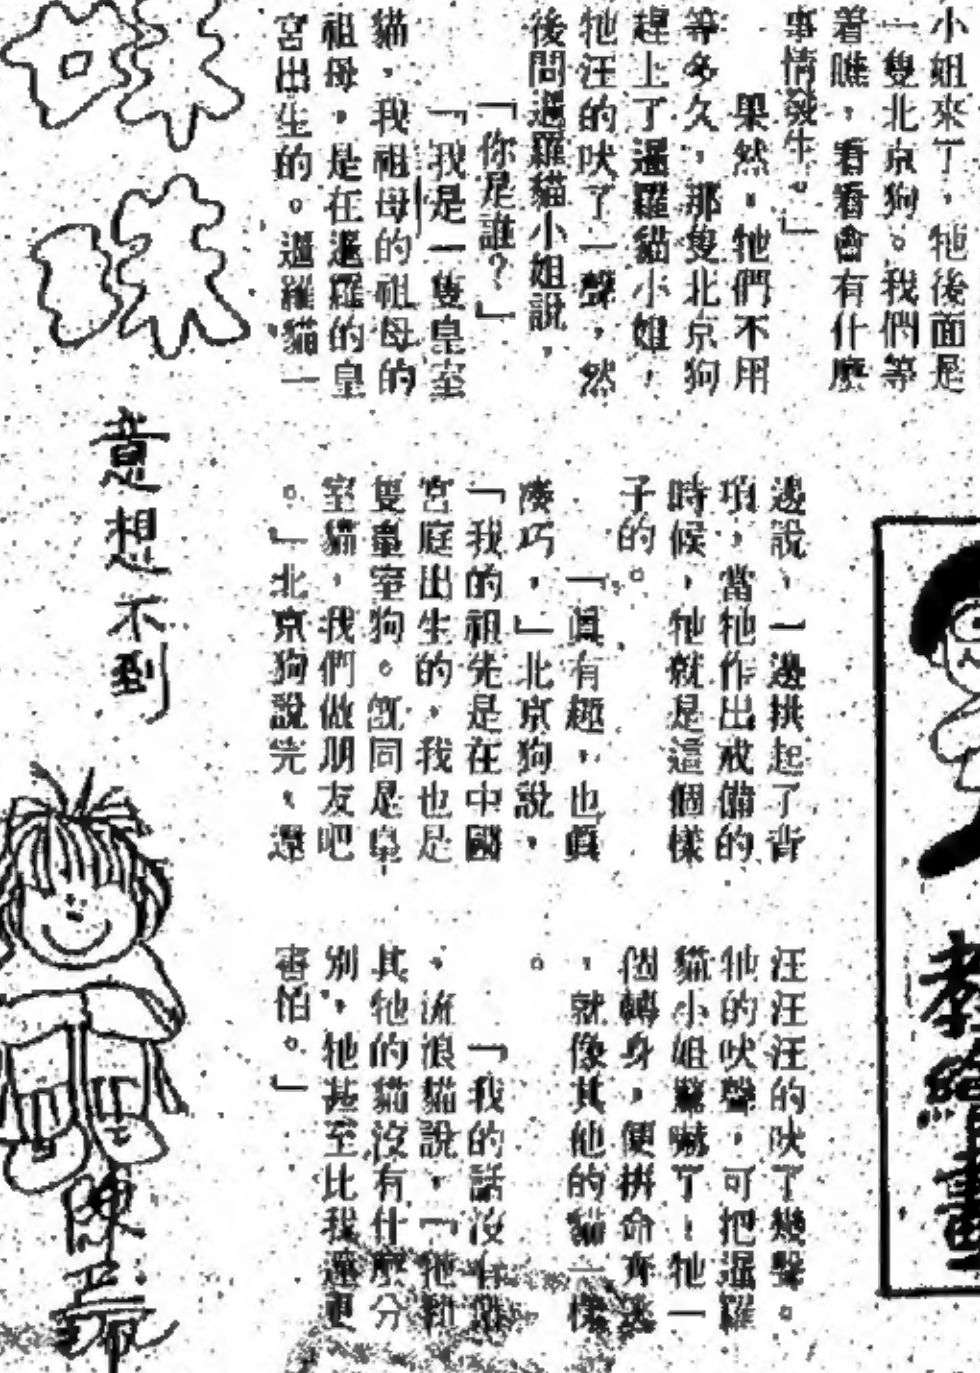 小姐來了，牠後面是
一隻北京狗。我們等
着瞧，看看會有什麼
事情發生。」
果然，牠們不用
等多久，那隻北京狗
趕上了暹羅貓小姐，
牠汪的吠了一聲，然
後問暹羅貓小姐說，
「你是誰？」
「我是一隻皇室
貓，我祖母的祖母的
祖母，是在暹羅的皇
宮出生的。暹羅貓一
邊說，一邊拱起了背
項，當牠作出戒備的
時候，牠就是這個樣
子的。
「眞有趣，也眞
湊巧，」北京狗說，
「我的祖先是在中國
宮庭出生的，我也是
隻皇室狗。旣同是皇
室貓，我們做朋友吧
。」北京狗說完，還
汪汪汪的吠了幾聲。
牠的吠聲，可把暹羅
貓小姐驚嚇了！牠一
個轉身，便拼命奔逃
，就像其他的貓一樣
。
「我的話沒有錯
，流浪貓說，「牠和
其牠的貓沒有什麼分
別，牠甚至比我還更
害怕。」
妹妹
意想不到
陳
教繪畫